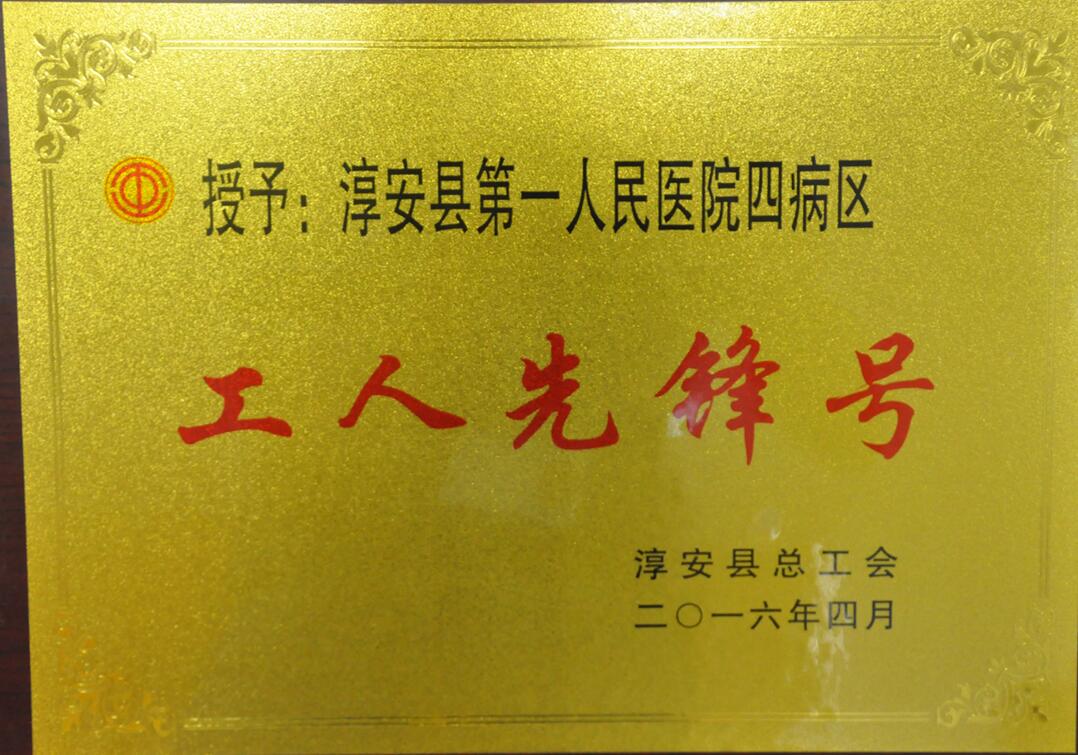 授予：淳安县第一人民医院四病区
工人先锋号
淳安县总工会
二〇一六年四月